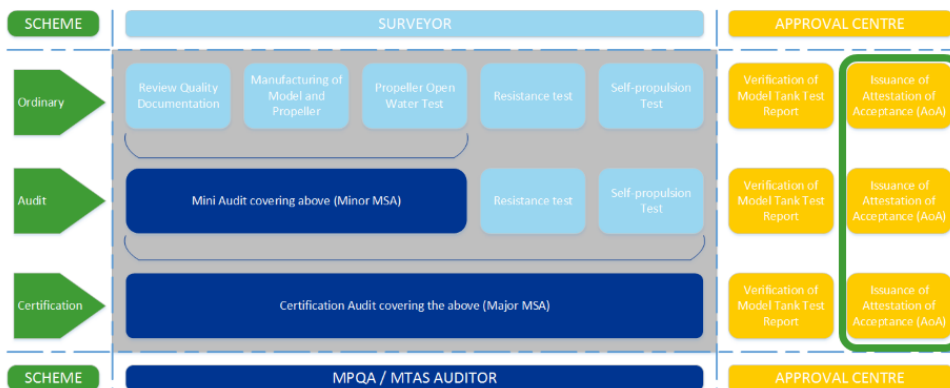 SCHEME
SURVEYOR
APPROVAL CENTRE
Ordinary
Review Quality
Documentation
Manufacturing of
Model and
Propeller
Propeller Open
Water Test
Resistance test
Self-propulsion
Test
Verification of
Model Tank Test
Report
Issuance of
Attestation of
Acceptance (AoA)
Audit
Mini Audit covering above (Minor MSA)
Resistance test
Self-propulsion
Test
Verification of
Model Tank Test
Report
Issuance of
Attestation of
Acceptance (AoA)
Certification
Certification Audit covering the above (Major MSA)
Verification of
Model Tank Test
Report
Issuance of
Attestation of
Acceptance (AoA)
SCHEME
MPQA / MTAS AUDITOR
APPROVAL CENTRE